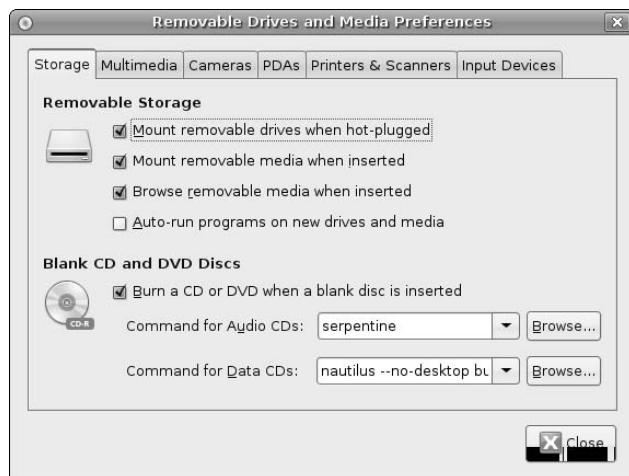 Removable Drives and Media Preferences
Storage Multimedia Cameras PDAs Printers & Scanners Input Devices
Removable Storage
Mount removable drives when hot-plugged
Mount removable media when inserted
Browse removable media when inserted
Auto-run programs on new drives and media
Blank CD and DVD Discs
Burn a CD or DVD when a blank disc is inserted
CD-R
Command for Audio CDs: serpentine Browse...
Command for Data CDs: nautilus --no-desktop bu Browse...
Close